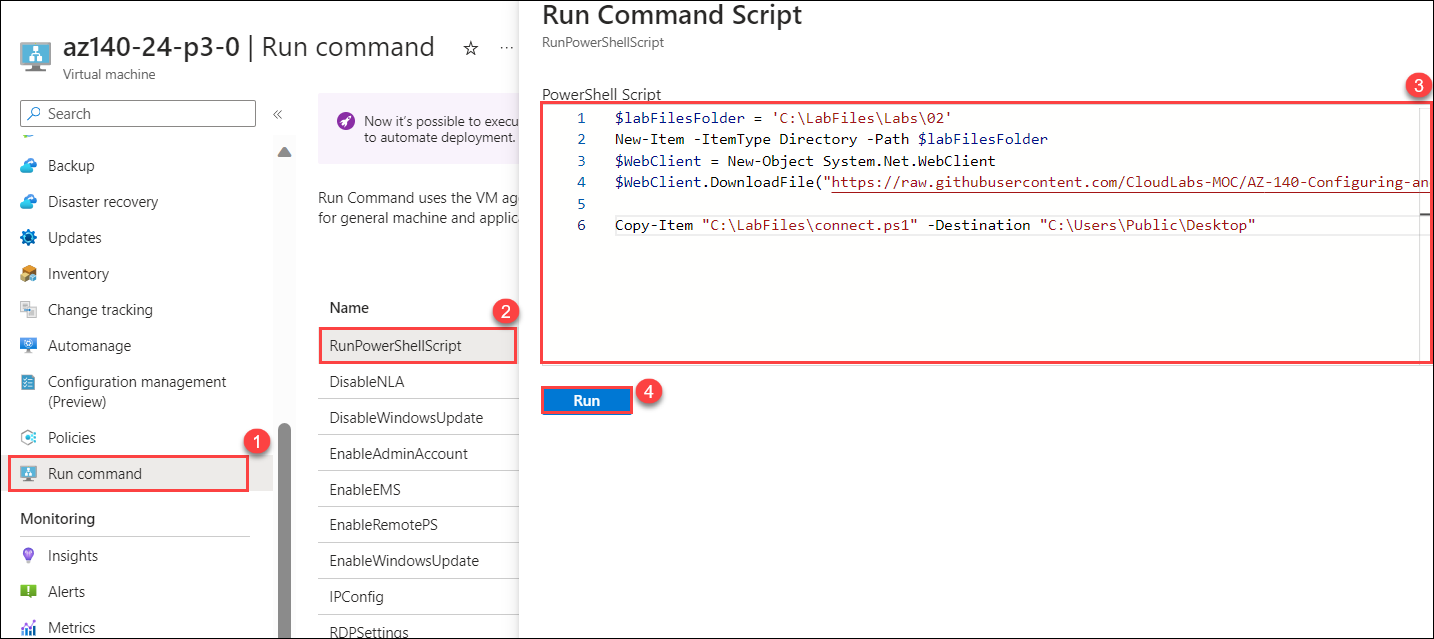 az140-24-p3-0 | Run command
Virtual machine
Search
Backup
Disaster recovery
Updates
Inventory
Change tracking
Automanage
Configuration management
(Preview)
Policies
1
Run command
Monitoring
Insights
Alerts
Metrics
Now it's possible to execu
to automate deployment.
Run Command uses the VM age
for general machine and applica
Name
2
RunPowerShellScript
DisableNLA
DisableWindowsUpdate
EnableAdminAccount
EnableEMS
EnableRemotePS
EnableWindowsUpdate
IPConfig
RDPSettings
Run Command Script
RunPowerShellScript
PowerShell Script
3
1 $labFilesFolder = 'C:\LabFiles\Labs\02'
2 New-Item -ItemType Directory -Path $labFilesFolder
3 $WebClient = New-Object System.Net.WebClient
4 $WebClient.DownloadFile("https://raw.githubusercontent.com/CloudLabs-MOC/AZ-140-Configuring-an
5
6 Copy-Item "C:\LabFiles\connect.ps1" -Destination "C:\Users\Public\Desktop"
Run
4